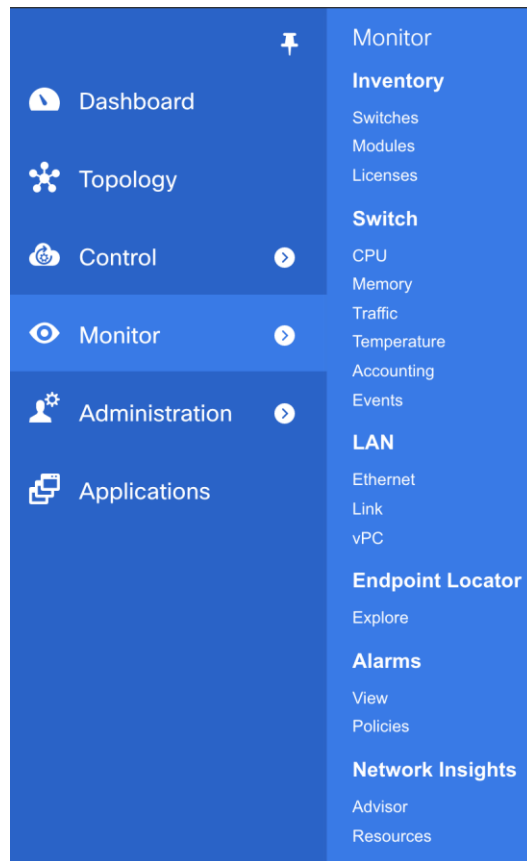 Dashboard
Topology
Control
Monitor
Administration
Applications
Monitor
Inventory
Switches
Modules
Licenses
Switch
CPU
Memory
Traffic
Temperature
Accounting
Events
LAN
Ethernet
Link
vPC
Endpoint Locator
Explore
Alarms
View
Policies
Network Insights
Advisor
Resources